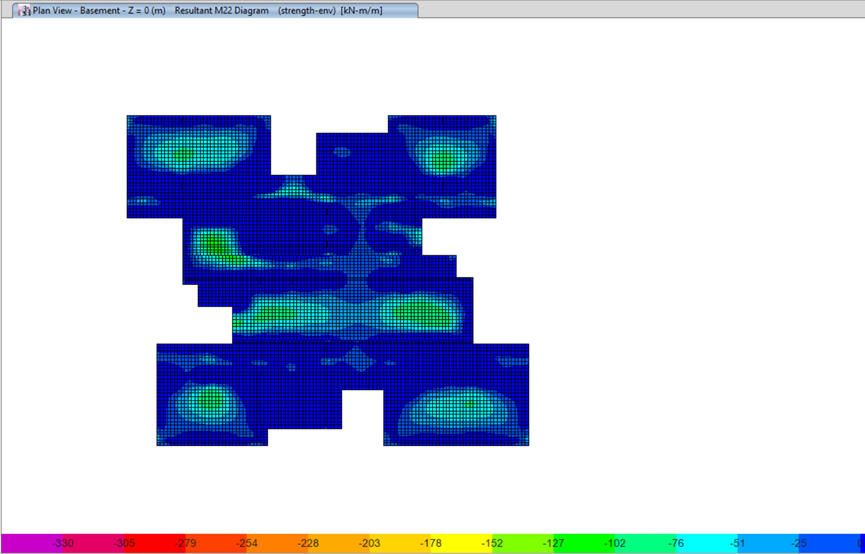 Plan View - Basement - Z = 0 (m) Resultant M22 Diagram (strength-env) [kN-m/m]
-330 -305 -279 -254 -228 -203 -178 -152 -127 -102 -76 -51 -25